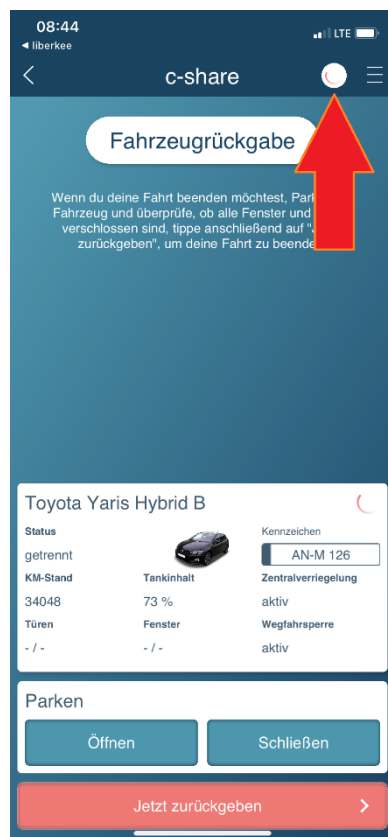 08:44
LTE
◄ liberkee
c-share
Fahrzeugrückgabe
Wenn du deine Fahrt beenden möchtest, Par
Fahrzeug und überprüfe, ob alle Fenster und
verschlossen sind, tippe anschließend auf "J
zurückgeben", um deine Fahrt zu beende
Toyota Yaris Hybrid B
Status
Kennzeichen
getrennt
AN-M 126
KM-Stand Tankinhalt Zentralverriegelung
34048 73 % aktiv
Türen Fenster Wegfahrsperre
- / - - / - aktiv
Parken
Öffnen Schließen
Jetzt zurückgeben